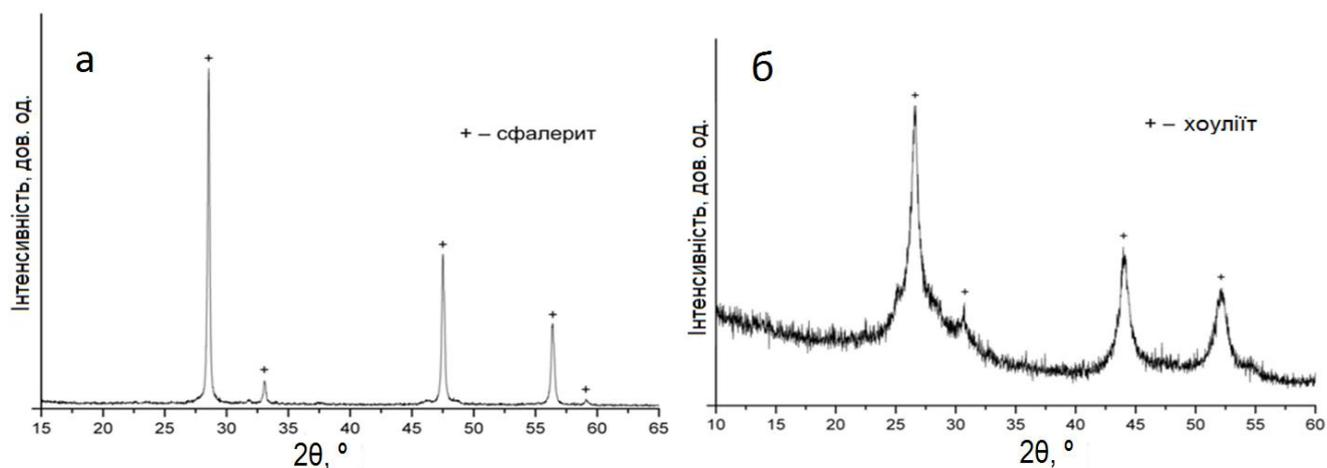 а
+ – сфалерит
Інтенсивність, дов. од.
15 20 25 30 35 40 45 50 55 60 65
2θ, º
б
+ – хоуліїт
Інтенсивність, дов. од.
10 15 20 25 30 35 40 45 50 55 60
2θ, º